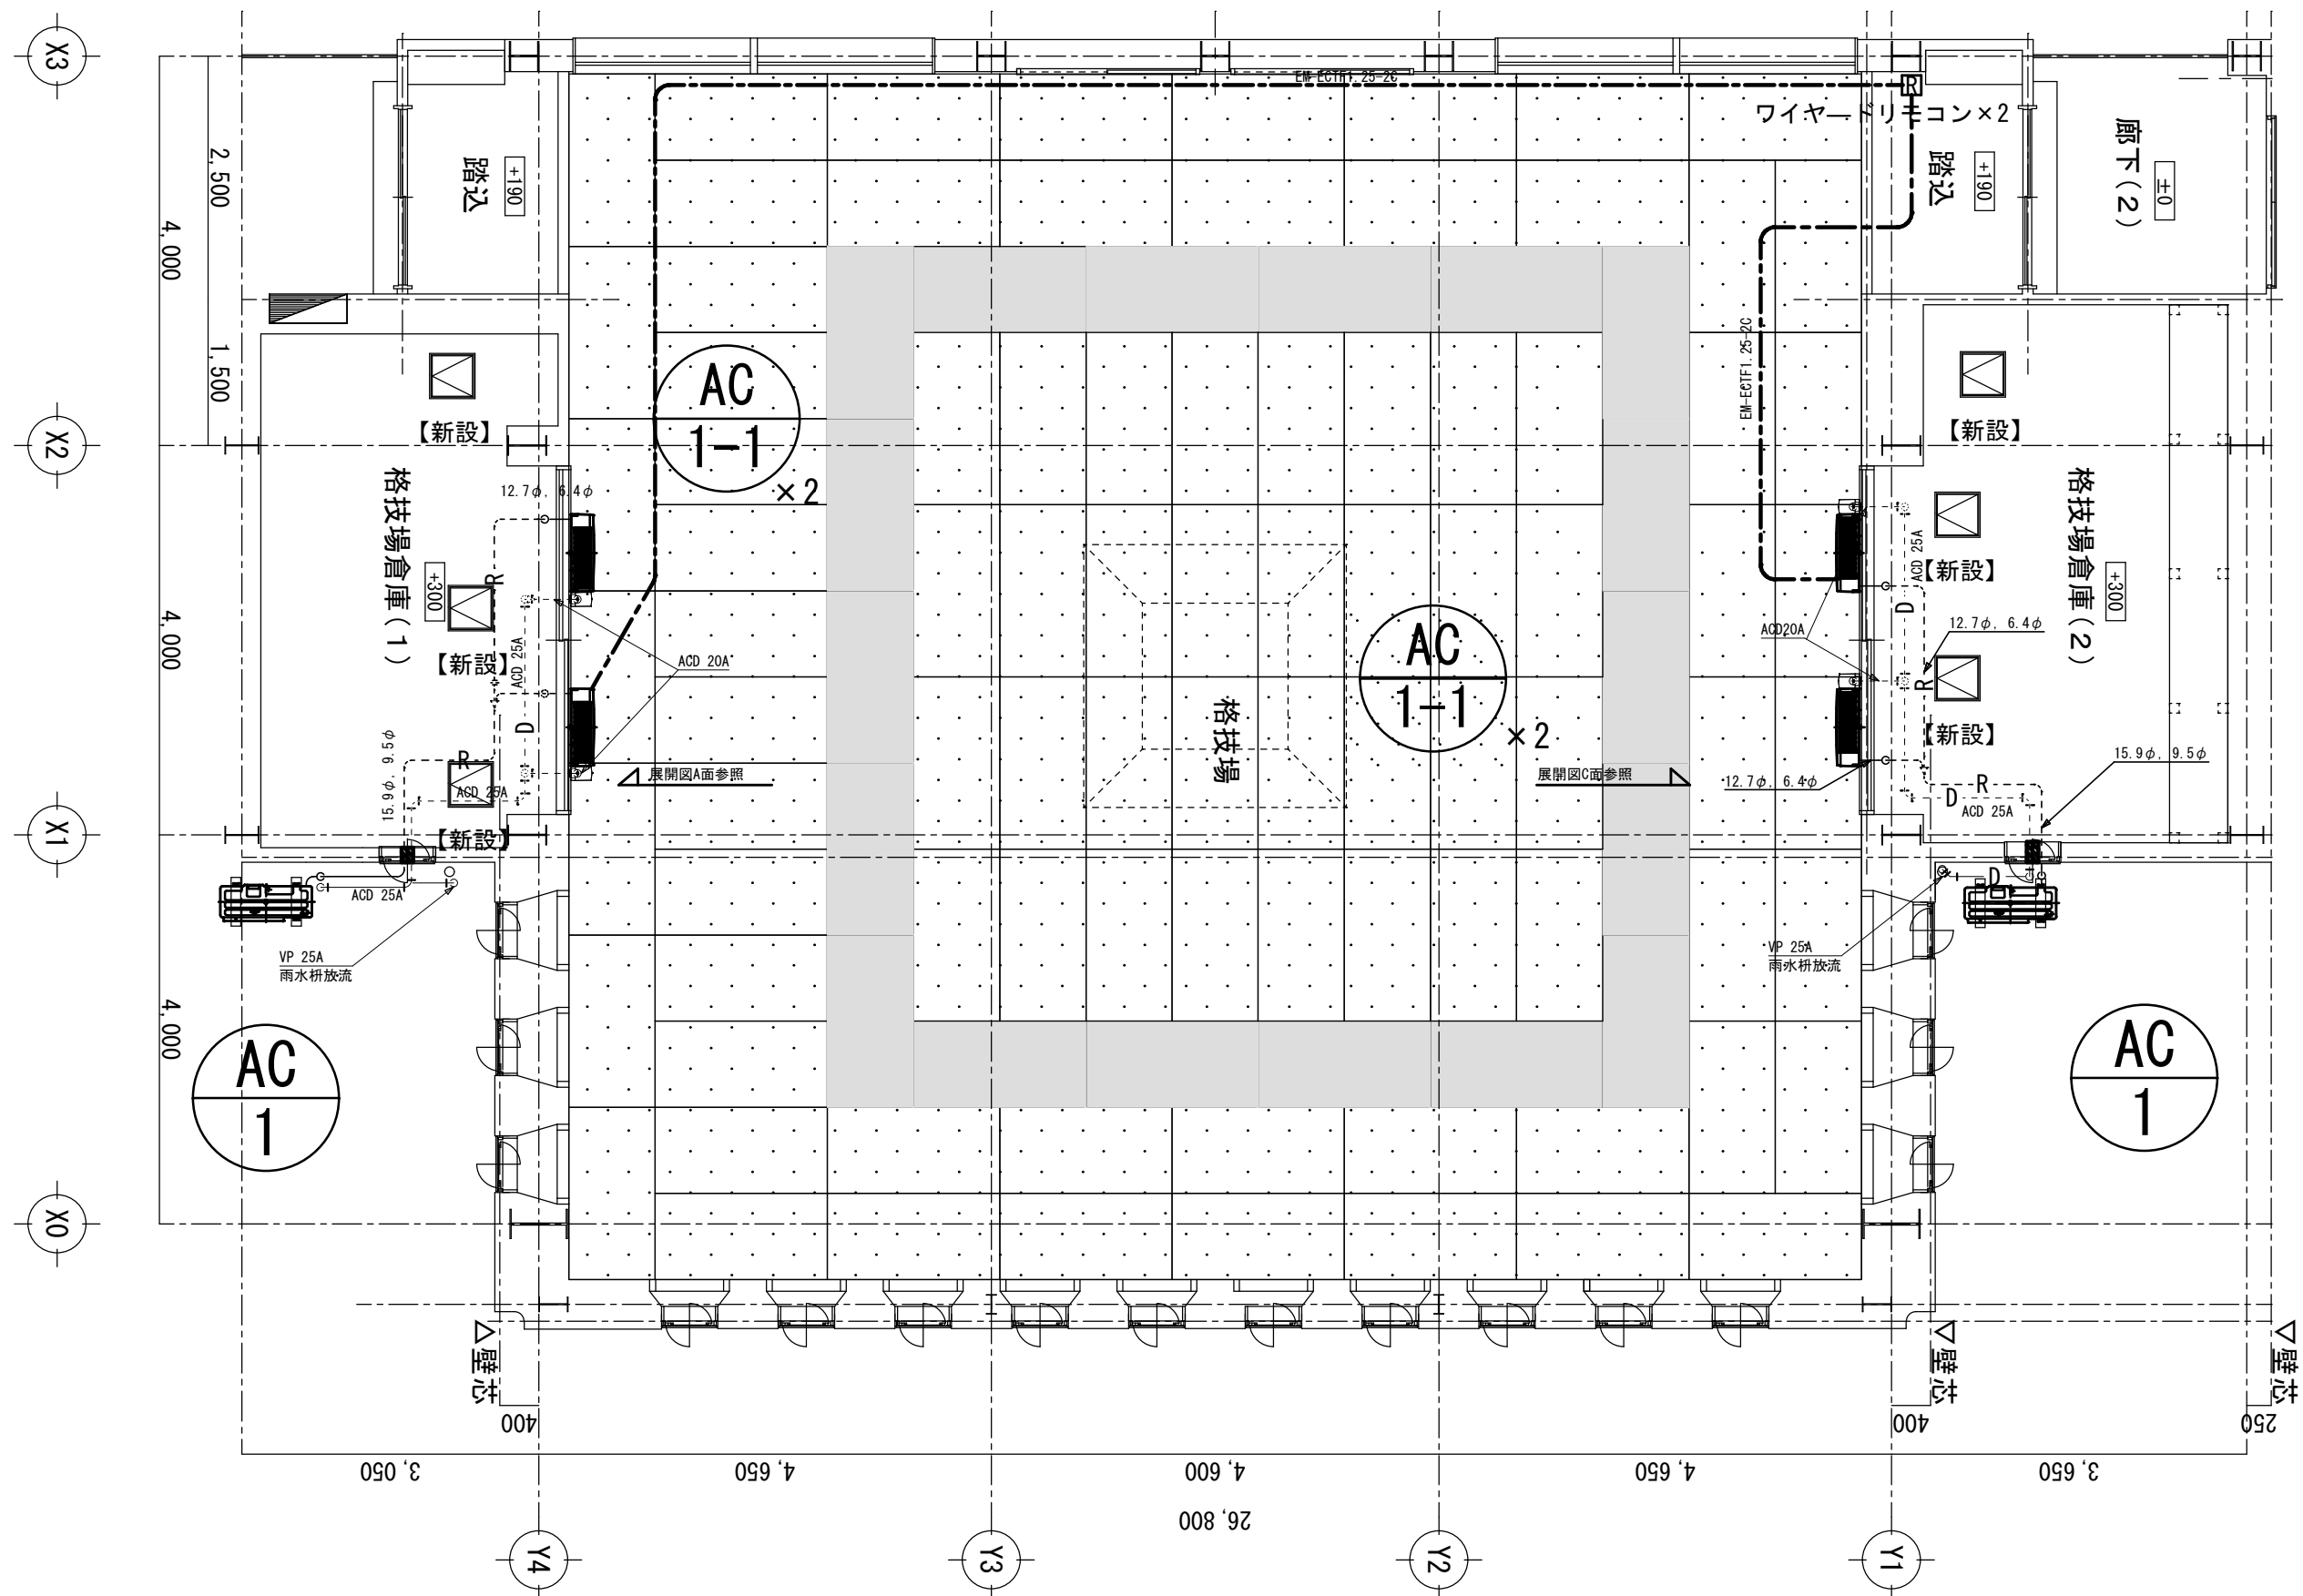 X3
X2
X1
X0
2,500
4,000
1,500
4,000
4,000
踏込
+190
EM-ECTF1.25-2C
R
ワイヤードリモコン×2
踏込
+190
廊下(2)
±0
AC
1-1
×2
【新設】
12.7φ, 6.4φ
格技場倉庫(1)
+300
R
【新設】
ACD 25A
ACD 20A
D
15.9φ, 9.5φ
R
ACD 25A
【新設】
展開図A面参照
格技場
AC
1-1
×2
展開図C面参照
EM-ECTF1.25-2C
【新設】
ACD 25A
【新設】
D
ACD20A
12.7φ, 6.4φ
R
【新設】
格技場倉庫(2)
+300
12.7φ, 6.4φ
15.9φ, 9.5φ
D
R
ACD 25A
ACD 25A
VP 25A
雨水枡放流
D
VP 25A
雨水枡放流
AC
1
AC
1
▽壁芯
▽壁芯
▽壁芯
400
400
250
3,050
4,650
4,600
4,650
3,650
26,800
Y4
Y3
Y2
Y1